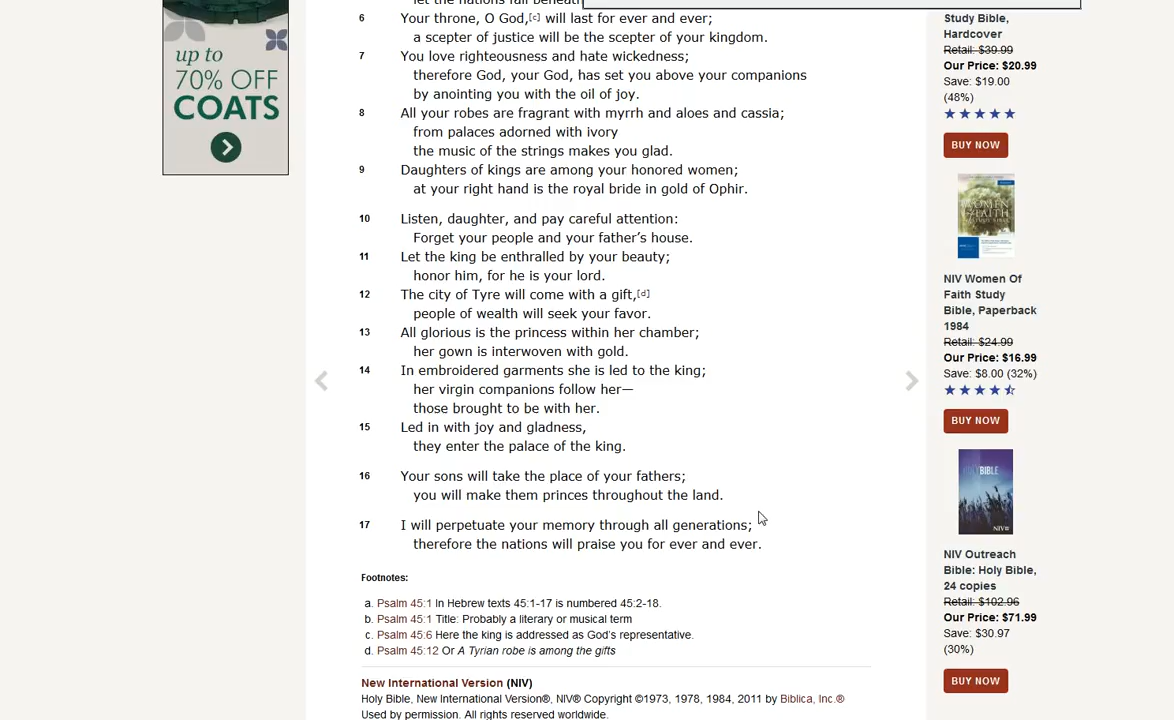 up to
70% OFF
COATS
6 Your throne, O God,[c] will last for ever and ever;
a scepter of justice will be the scepter of your kingdom.
7 You love righteousness and hate wickedness;
therefore God, your God, has set you above your companions
by anointing you with the oil of joy.
8 All your robes are fragrant with myrrh and aloes and cassia;
from palaces adorned with ivory
the music of the strings makes you glad.
9 Daughters of kings are among your honored women;
at your right hand is the royal bride in gold of Ophir.
10 Listen, daughter, and pay careful attention:
Forget your people and your father’s house.
11 Let the king be enthralled by your beauty;
honor him, for he is your lord.
12 The city of Tyre will come with a gift,[d]
people of wealth will seek your favor.
13 All glorious is the princess within her chamber;
her gown is interwoven with gold.
14 In embroidered garments she is led to the king;
her virgin companions follow her—
those brought to be with her.
15 Led in with joy and gladness,
they enter the palace of the king.
16 Your sons will take the place of your fathers;
you will make them princes throughout the land.
17 I will perpetuate your memory through all generations;
therefore the nations will praise you for ever and ever.
Footnotes:
a. Psalm 45:1 In Hebrew texts 45:1-17 is numbered 45:2-18.
b. Psalm 45:1 Title: Probably a literary or musical term
c. Psalm 45:6 Here the king is addressed as God’s representative.
d. Psalm 45:12 Or A Tyrian robe is among the gifts
New International Version (NIV)
Holy Bible, New International Version®, NIV® Copyright ©1973, 1978, 1984, 2011 by Biblica, Inc.®
Used by permission. All rights reserved worldwide.
Study Bible,
Hardcover
Retail: $39.99
Our Price: $20.99
Save: $19.00
(48%)
BUY NOW
WOMEN
FAITH
NIV Women Of
Faith Study
Bible, Paperback
1984
Retail: $24.99
Our Price: $16.99
Save: $8.00 (32%)
BUY NOW
HOLY BIBLE
NIV
NIV Outreach
Bible: Holy Bible,
24 copies
Retail: $102.96
Our Price: $71.99
Save: $30.97
(30%)
BUY NOW